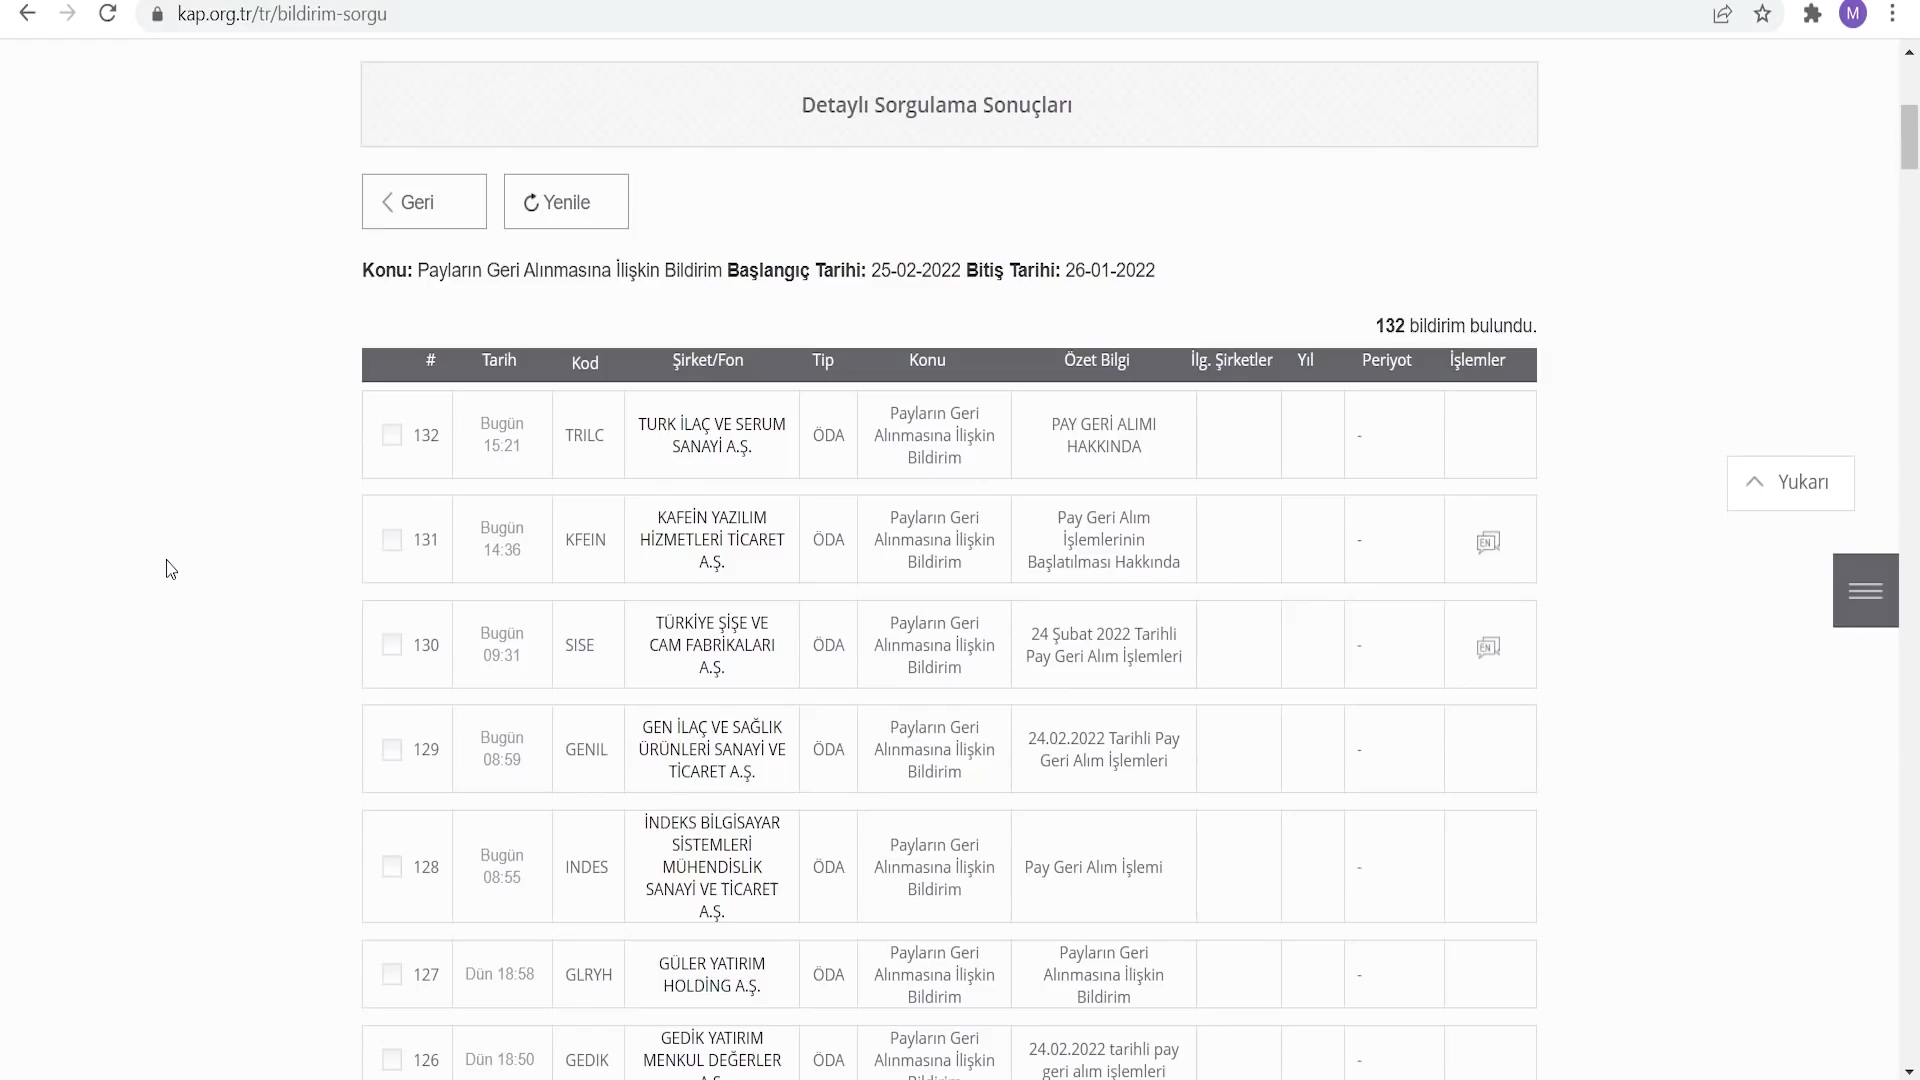 kap.org.tr/tr/bildirim-sorgu
M
Detaylı Sorgulama Sonuçları
Geri
Yenile
Konu: Payların Geri Alınmasına İlişkin Bildirim Başlangıç Tarihi: 25-02-2022 Bitiş Tarihi: 26-01-2022
132 bildirim bulundu.
# Tarih Kod Şirket/Fon Tip Konu Özet Bilgi İlg. Şirketler Yıl Periyot İşlemler
132
Bugün
15:21
TRILC
TURK İLAÇ VE SERUM
SANAYİ A.Ş.
ÖDA
Payların Geri
Alınmasına İlişkin
Bildirim
PAY GERİ ALIMI
HAKKINDA
-
131
Bugün
14:36
KFEIN
KAFEİN YAZILIM
HİZMETLERİ TİCARET
A.Ş.
ÖDA
Payların Geri
Alınmasına İlişkin
Bildirim
Pay Geri Alım
İşlemlerinin
Başlatılması Hakkında
-
EN
130
Bugün
09:31
SISE
TÜRKİYE ŞİŞE VE
CAM FABRİKALARI
A.Ş.
ÖDA
Payların Geri
Alınmasına İlişkin
Bildirim
24 Şubat 2022 Tarihli
Pay Geri Alım İşlemleri
-
EN
129
Bugün
08:59
GENIL
GEN İLAÇ VE SAĞLIK
ÜRÜNLERİ SANAYİ VE
TİCARET A.Ş.
ÖDA
Payların Geri
Alınmasına İlişkin
Bildirim
24.02.2022 Tarihli Pay
Geri Alım İşlemleri
-
128
Bugün
08:55
INDES
İNDEKS BİLGİSAYAR
SİSTEMLERİ
MÜHENDİSLİK
SANAYİ VE TİCARET
A.Ş.
ÖDA
Payların Geri
Alınmasına İlişkin
Bildirim
Pay Geri Alım İşlemi
-
127
Dün 18:58
GLRYH
GÜLER YATIRIM
HOLDİNG A.Ş.
ÖDA
Payların Geri
Alınmasına İlişkin
Bildirim
Payların Geri
Alınmasına İlişkin
Bildirim
-
126
Dün 18:50
GEDIK
GEDİK YATIRIM
MENKUL DEĞERLER
A.Ş.
ÖDA
Payların Geri
Alınmasına İlişkin
Bildirim
24.02.2022 tarihli pay
geri alım işlemleri
-
Yukarı